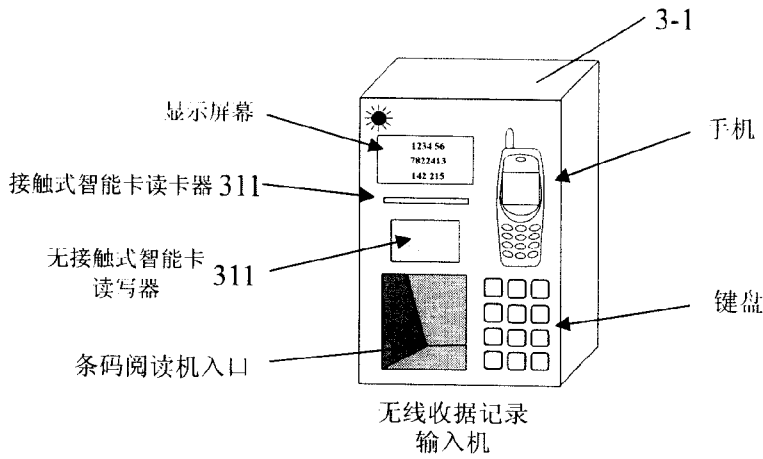 3-1
显示屏幕
手机
1234 56
7822413
142 215
接触式智能卡读卡器 311
无接触式智能卡
读写器
311
键盘
条码阅读机入口
无线收据记录
输入机